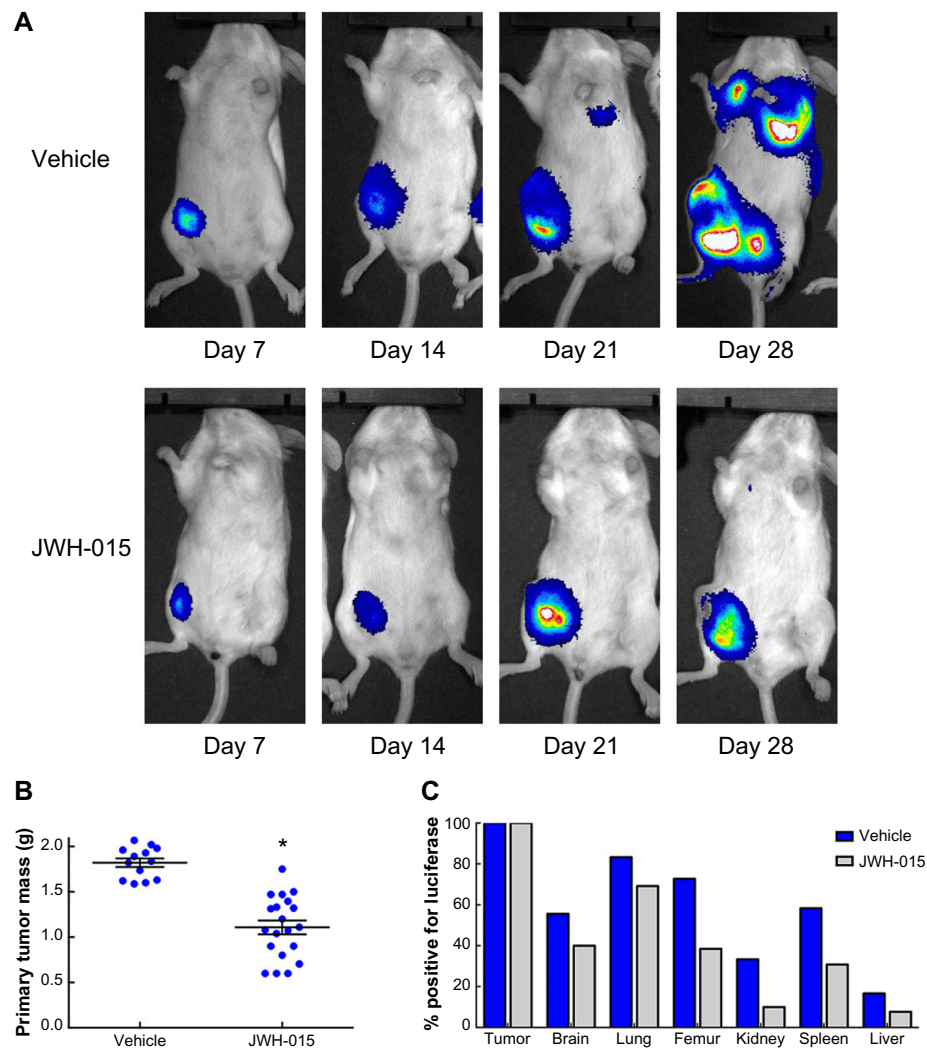 A
Vehicle
Day 7 Day 14 Day 21 Day 28
JWH-015
Day 7 Day 14 Day 21 Day 28
B
Primary tumor mass (g)
2.0
1.5
1.0
0.5
0.0
*
Vehicle JWH-015
C
% positive for luciferase
100
80
60
40
20
0
Vehicle
JWH-015
Tumor Brain Lung Femur Kidney Spleen Liver